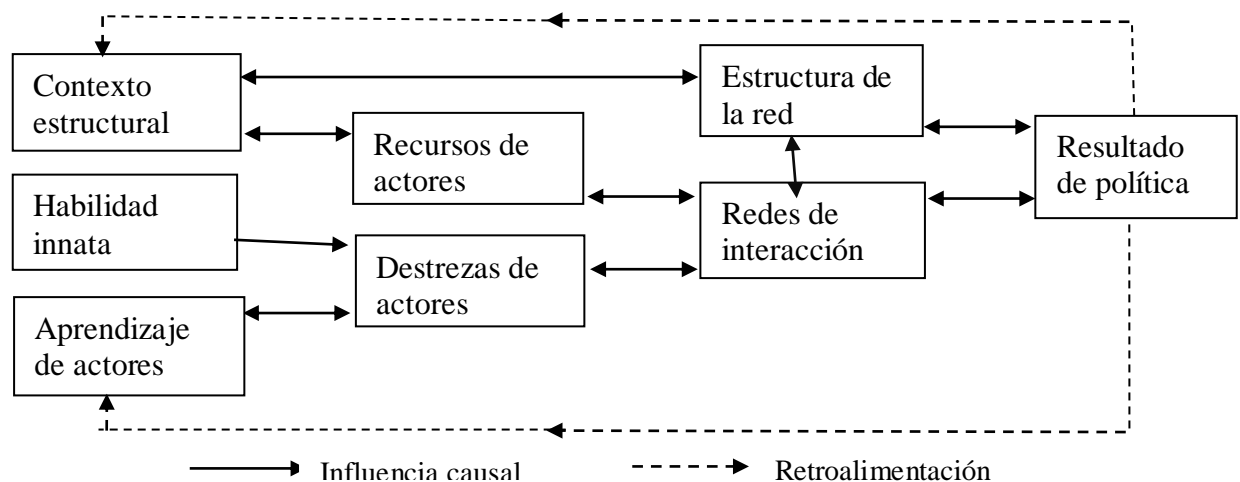 Contexto
estructural
Estructura de
la red
Recursos de
actores
Resultado
de política
Habilidad
innata
Redes de
interacción
Destrezas de
actores
Aprendizaje
de actores
Influencia causal
Retroalimentación